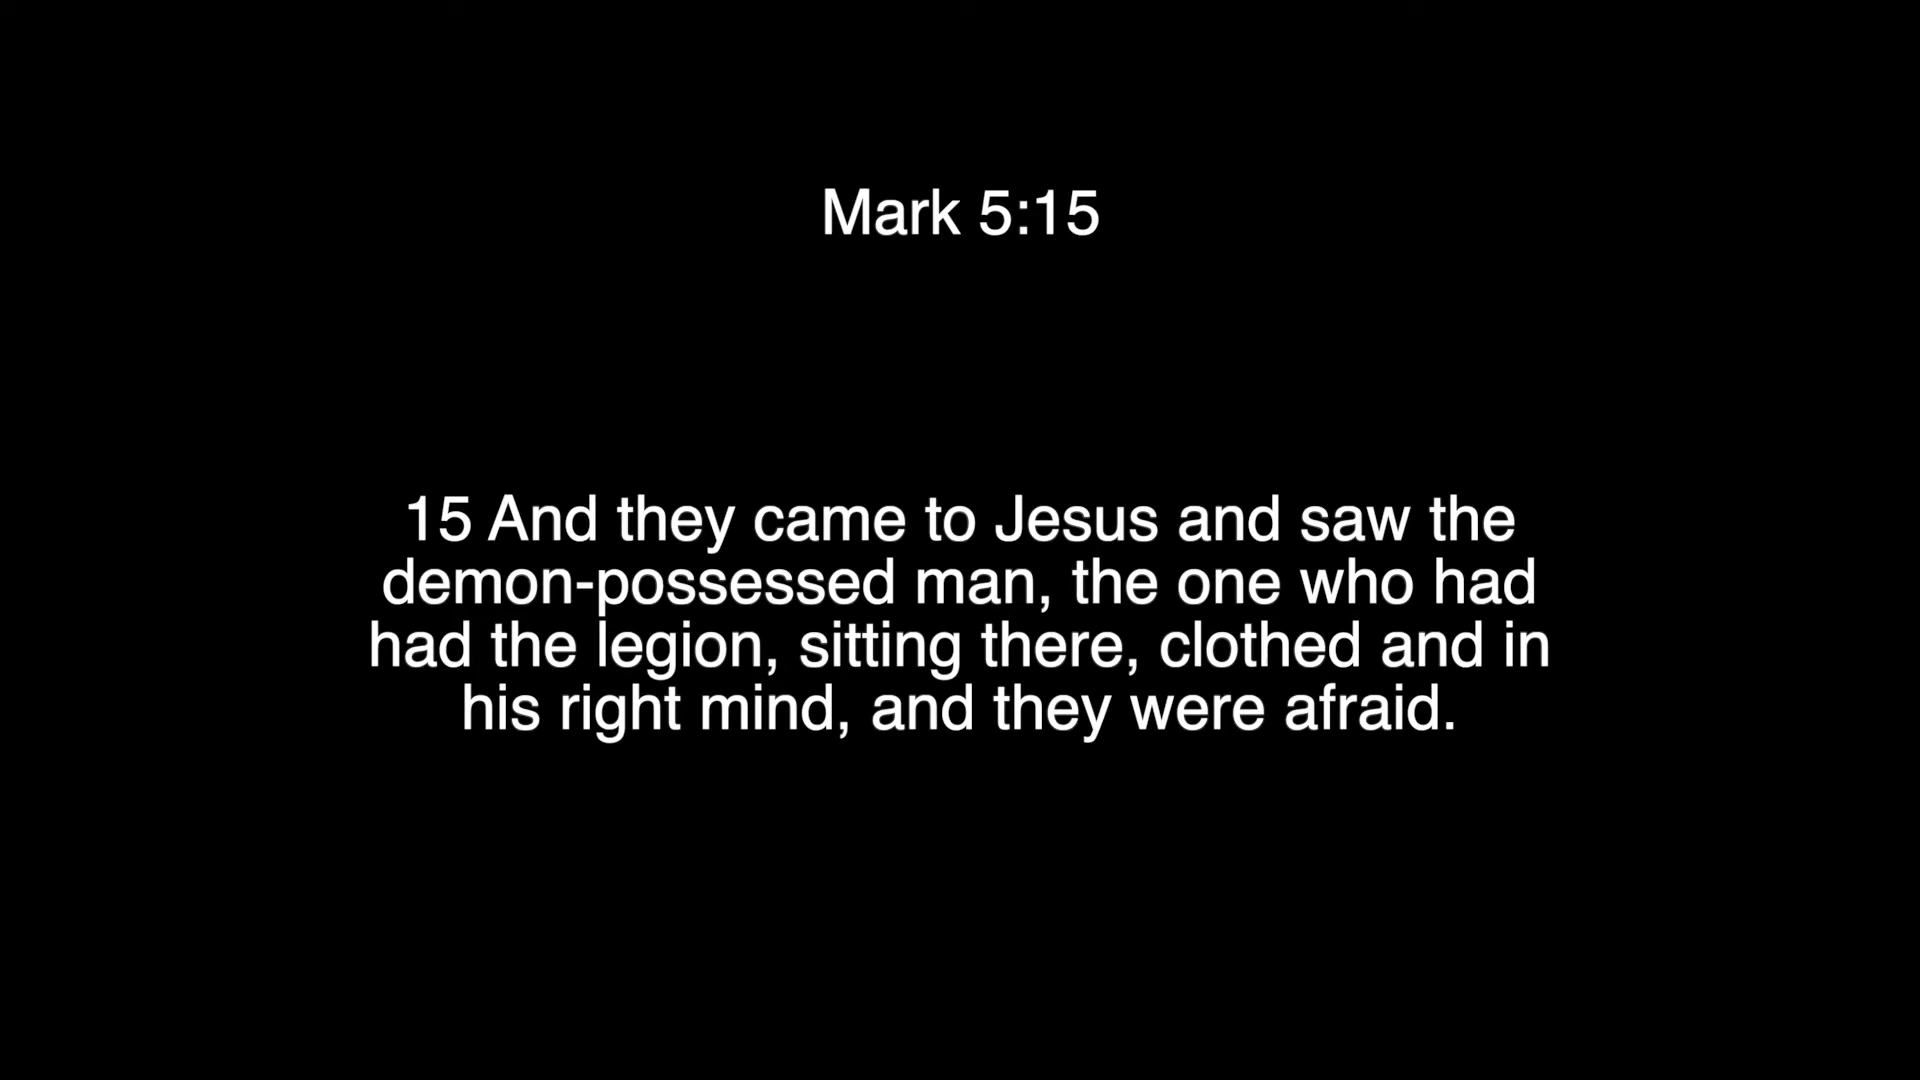 Mark 5:15
15 And they came to Jesus and saw the
demon-possessed man, the one who had
had the legion, sitting there, clothed and in
his right mind, and they were afraid.